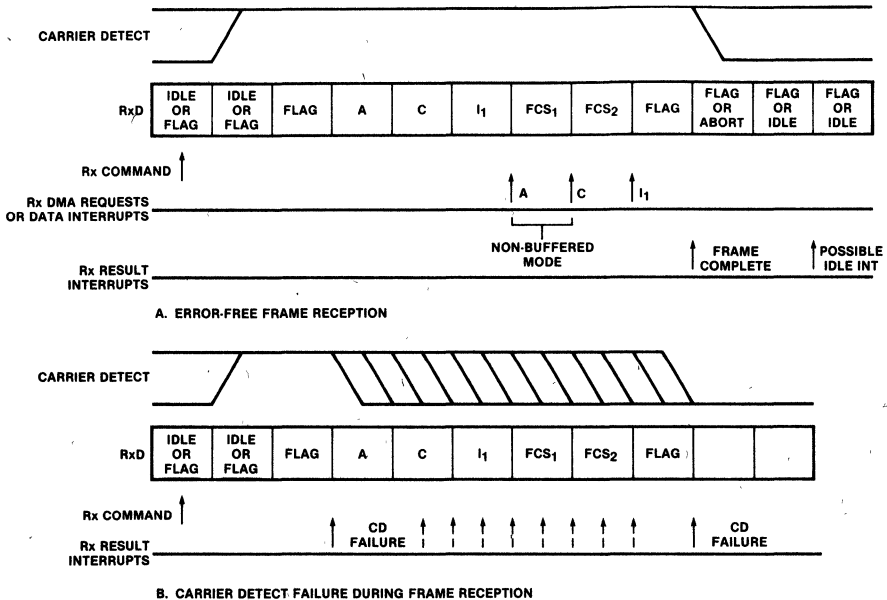 CARRIER DETECT
RxD
IDLE OR FLAG
IDLE OR FLAG
FLAG
A
C
I1
FCS1
FCS2
FLAG
FLAG OR ABORT
FLAG OR IDLE
FLAG OR IDLE
Rx COMMAND
Rx DMA REQUESTS
OR DATA INTERRUPTS
A
C
I1
NON-BUFFERED
MODE
Rx RESULT
INTERRUPTS
FRAME
COMPLETE
POSSIBLE
IDLE INT
A. ERROR-FREE FRAME RECEPTION
CARRIER DETECT
RxD
IDLE OR FLAG
IDLE OR FLAG
FLAG
A
C
I1
FCS1
FCS2
FLAG
Rx COMMAND
Rx RESULT
INTERRUPTS
CD
FAILURE
CD
FAILURE
B. CARRIER DETECT FAILURE DURING FRAME RECEPTION